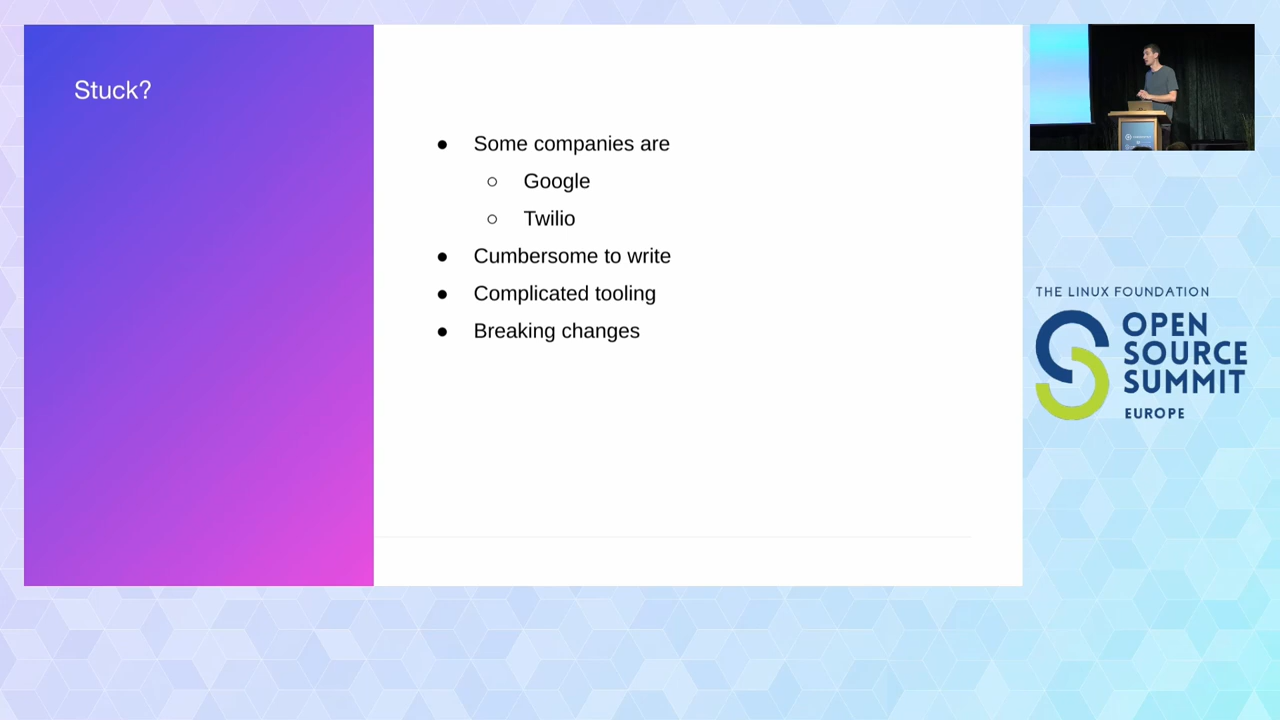 Stuck?
● Some companies are
○ Google
○ Twilio
● Cumbersome to write
● Complicated tooling
● Breaking changes
THE LINUX FOUNDATION
OPEN
SOURCE
SUMMIT
EUROPE